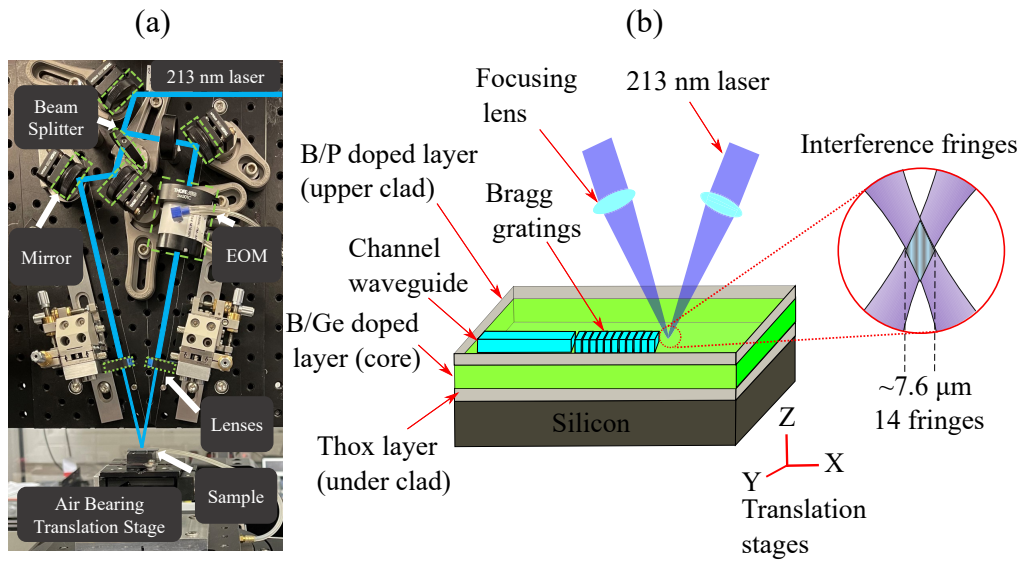 (a)
213 nm laser
Beam
Splitter
Mirror
EOM
Lenses
Sample
Air Bearing
Translation Stage
(b)
Focusing
lens
213 nm laser
B/P doped layer
(upper clad)
Bragg
gratings
Channel
waveguide
B/Ge doped
layer (core)
Thox layer
(under clad)
Silicon
Interference fringes
~7.6 μm
14 fringes
Z
Y
X
Translation
stages